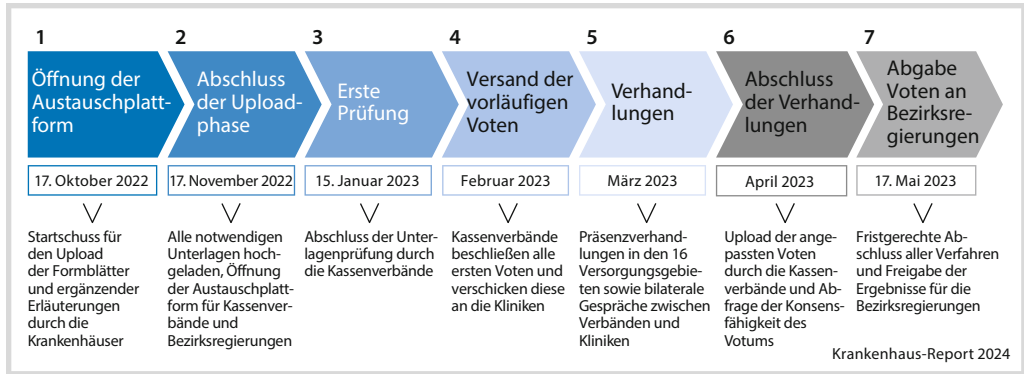 1
Öffnung der
Austauschplatt-
form
17. Oktober 2022
Startschuss für
den Upload
der Formblätter
und ergänzender
Erläuterungen
durch die
Krankenhäuser
2
Abschluss
der Upload-
phase
17. November 2022
Alle notwendigen
Unterlagen hoch-
geladen, Öffnung
der Austauschplatt-
form für Kassenver-
bände und
Bezirksregierungen
3
Erste
Prüfung
15. Januar 2023
Abschluss der Unter-
lagenprüfung durch
die Kassenverbände
4
Versand der
vorläufigen
Voten
Februar 2023
Kassenverbände
beschließen alle
ersten Voten und
verschicken diese
an die Kliniken
5
Verhand-
lungen
März 2023
Präsenzverhand-
lungen in den 16
Versorgungsgebie-
ten sowie bilaterale
Gespräche zwischen
Verbänden und
Kliniken
6
Abschluss
der Verhand-
lungen
April 2023
Upload der ange-
passten Voten
durch die Kassen-
verbände und Ab-
frage der Konsens-
fähigkeit des
Votums
7
Abgabe
Voten an
Bezirksre-
gierungen
17. Mai 2023
Fristgerechte Ab-
schluss aller Verfahren
und Freigabe der
Ergebnisse für die
Bezirksregierungen
Krankenhaus-Report 2024